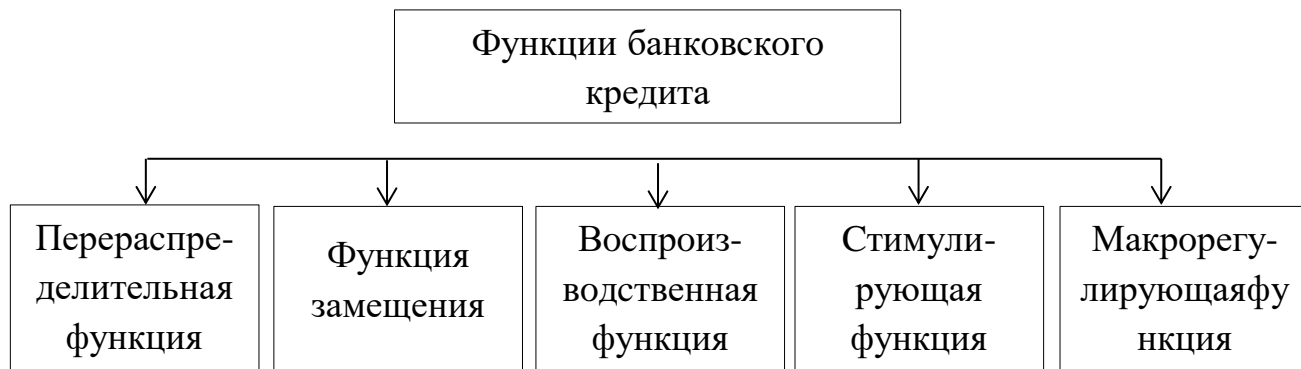 Функции банковского
кредита
Перераспре-
делительная
функция
Функция
замещения
Воспроиз-
водственная
функция
Стимули-
рующая
функция
Макрорегу-
лирующаяфу
нкция